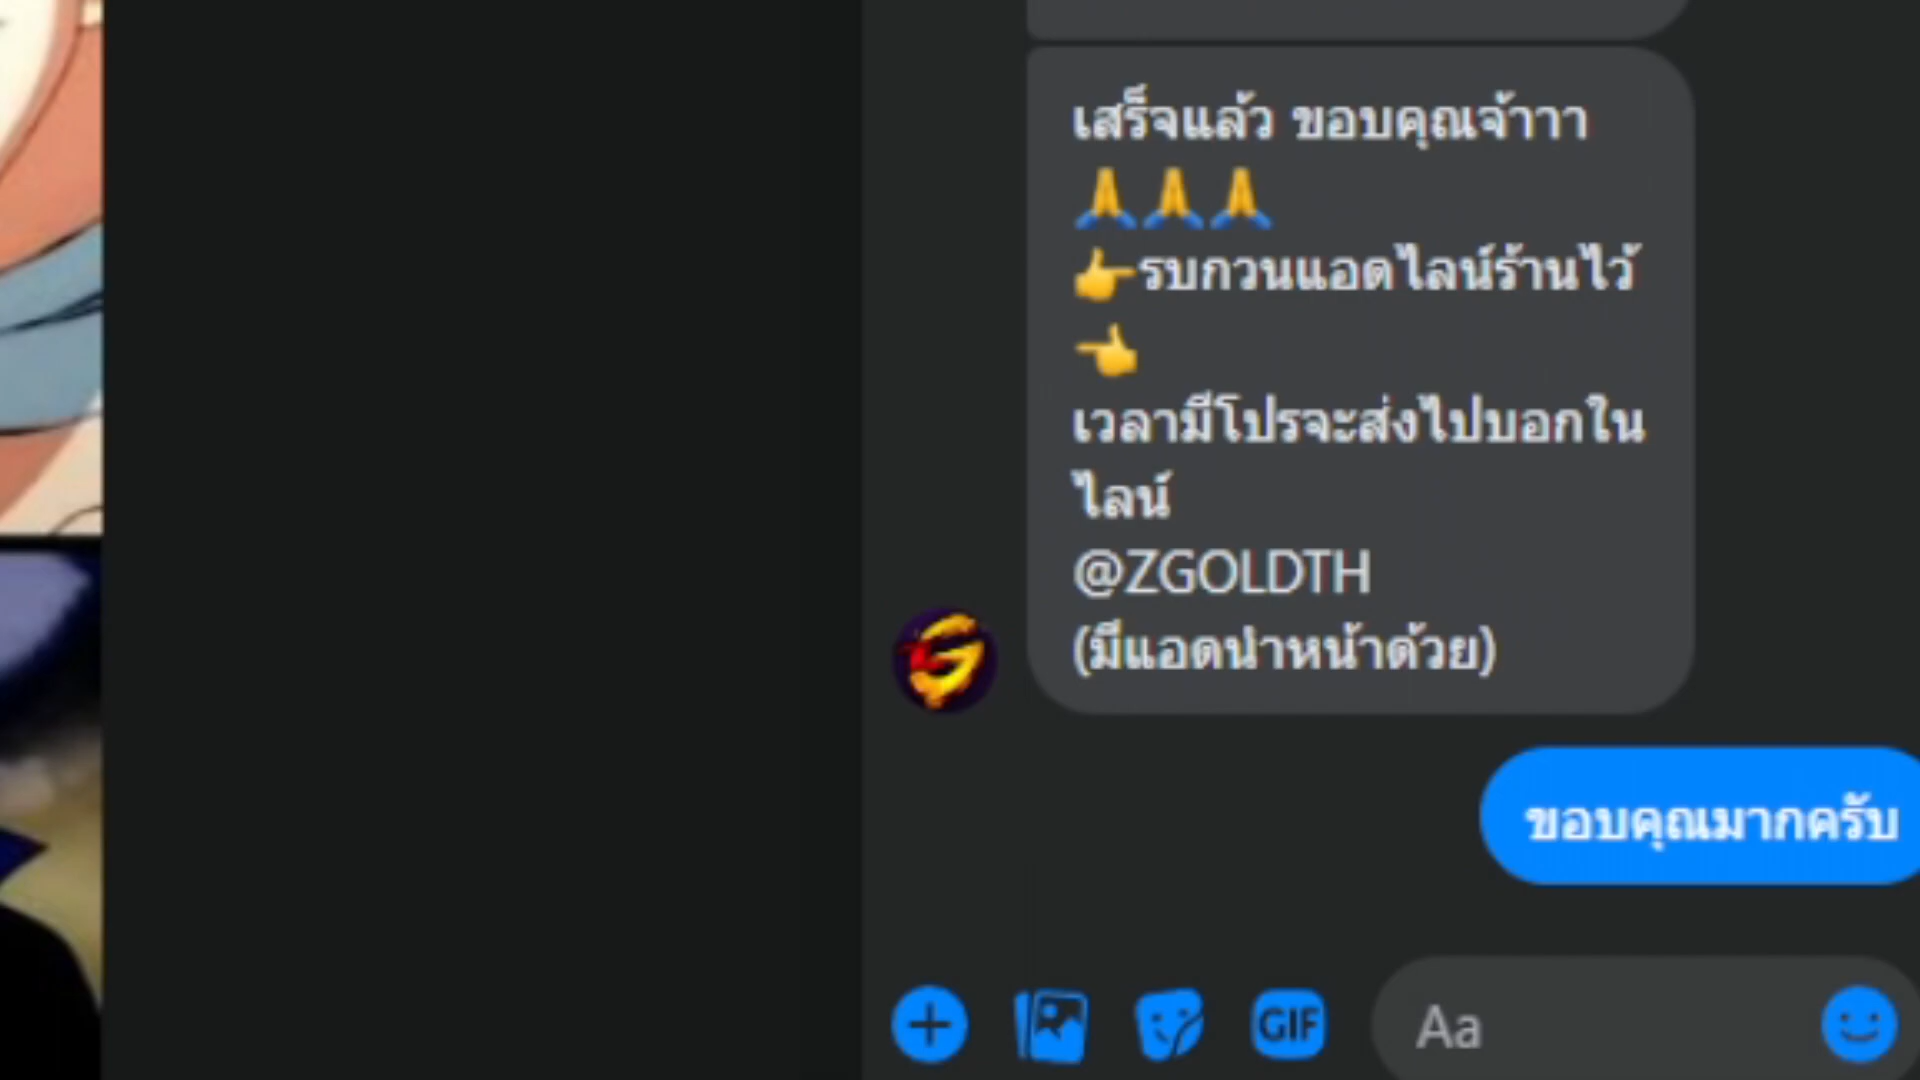 เสร็จแล้ว ขอบคุณจ้าาา
🙏🙏🙏
👉รบกวนแอดไลน์ร้านไว้
👈
เวลามีโปรจะส่งไปบอกใน
ไลน์
@ZGOLDTH
(มีแอดนำหน้าด้วย)
ขอบคุณมากครับ
GIF
Aa